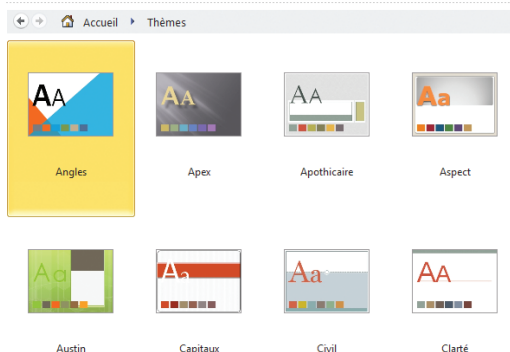 Accueil Thèmes
AA AA AA Aa
Angles Apex Apothicaire Aspect
Aa Aa Aa AA
Austin Capitaux Civil Clarté